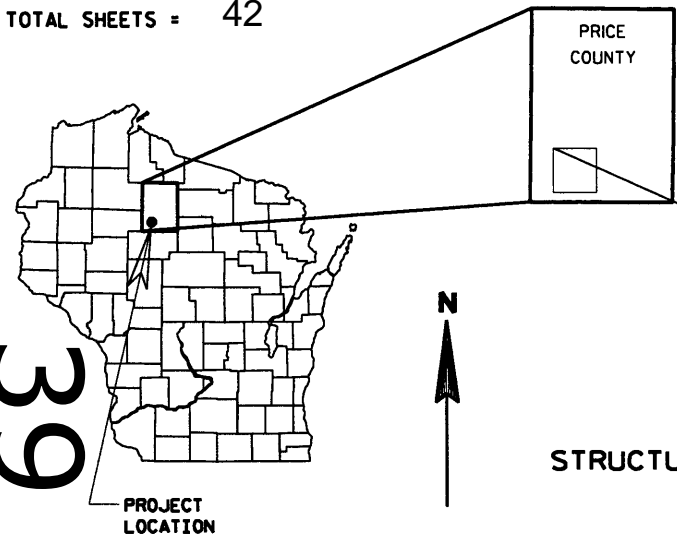 TOTAL SHEETS = 42
PRICE
COUNTY
N
39
STRUCTU
PROJECT
LOCATION